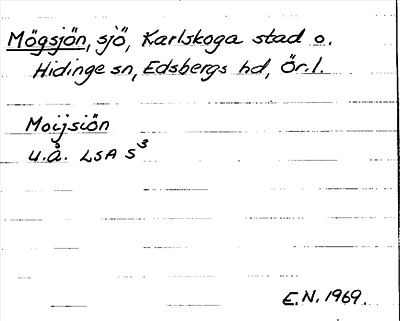 Mögsjön, sjö, Karlskoga stad o.
Hidinge sn, Edsbergs hd, Ör.l.
Moijsiön
u.å. LSA S³
E.N. 1969.